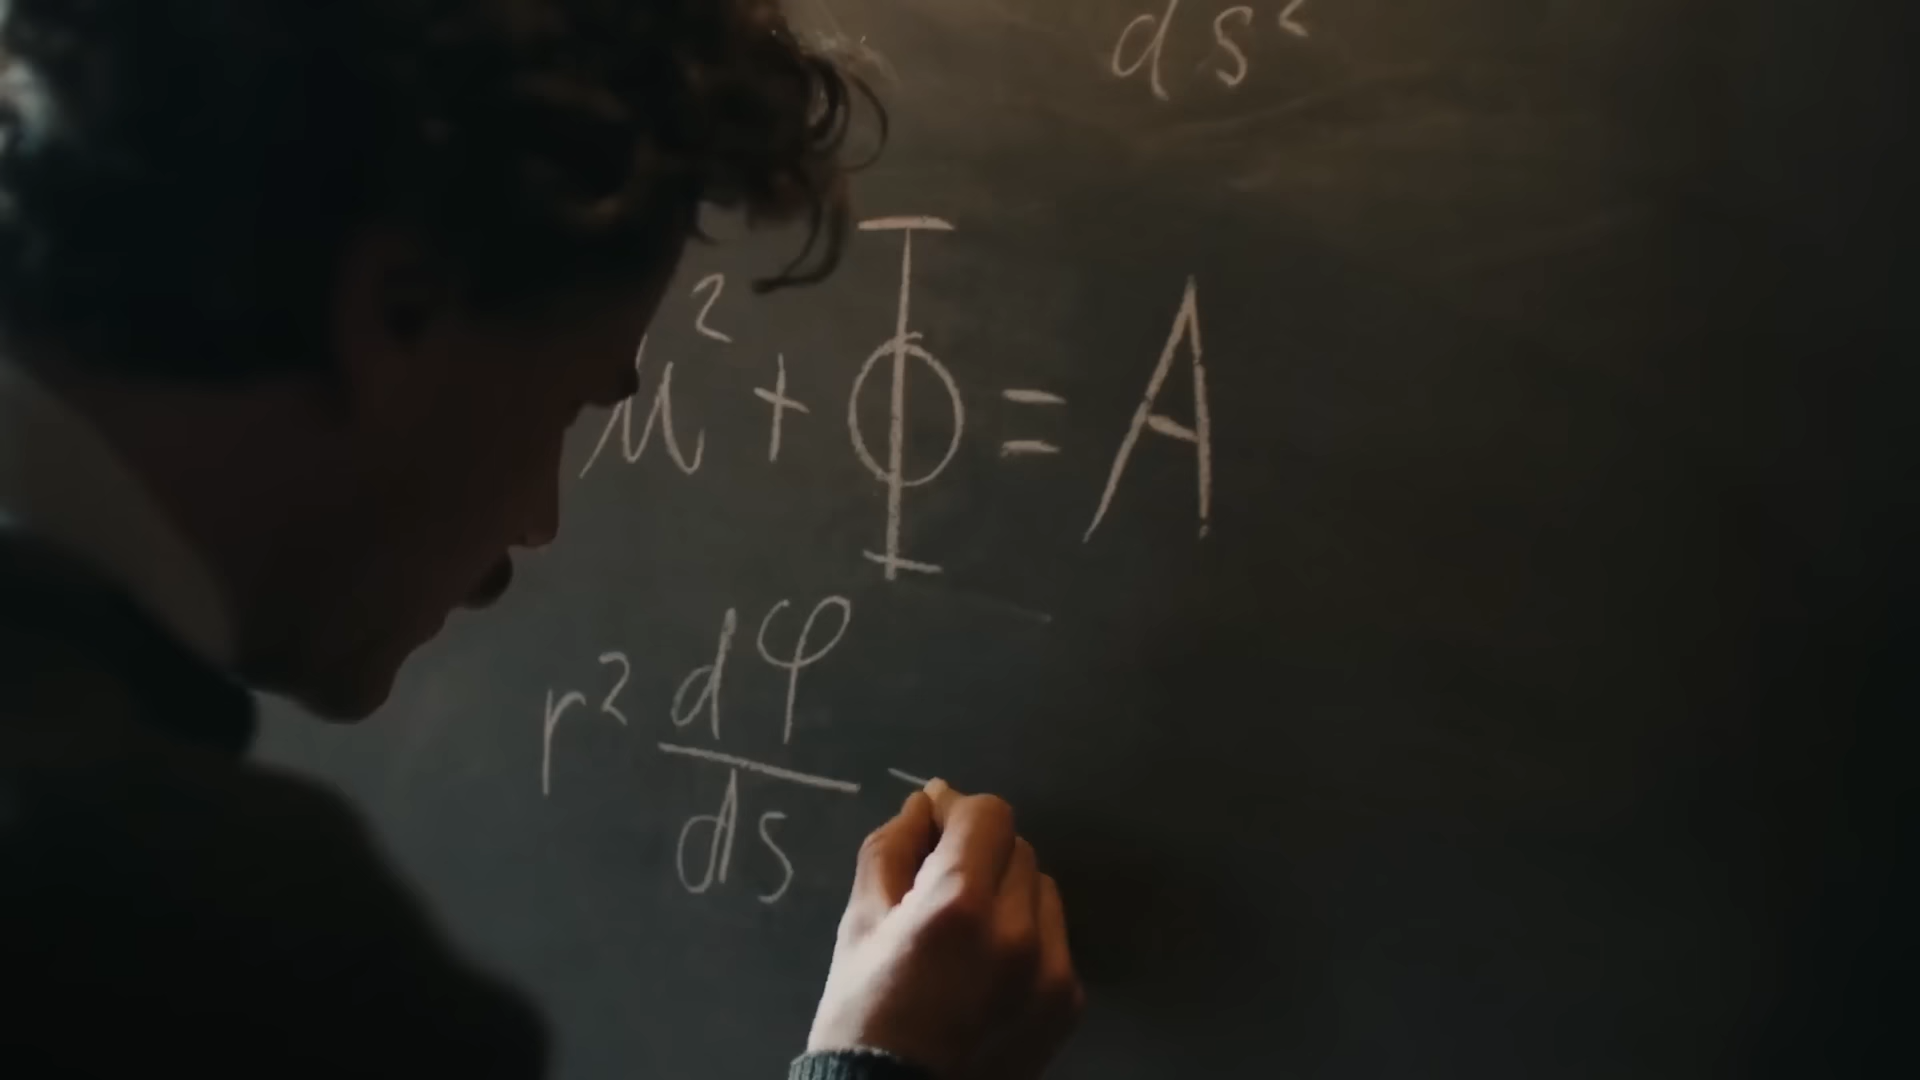 ds²
u² + Φ = A
r² dφ/ds